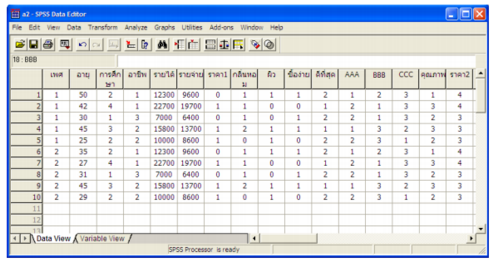 a2 - SPSS Data Editor
File Edit View Data Transform Analyze Graphs Utilities Add-ons Window Help
18 : BBB
เพศ อายุ การศึกษา อาชีพ รายได้ รายจ่าย ราคา1 กลิ่นหอม ผิว ซื้อง่าย ดีที่สุด AAA BBB CCC คุณภาพ ราคา2
1 1 50 2 1 12300 9600 0 1 1 1 2 1 2 3 1 4
2 1 42 4 1 22700 19700 1 1 0 0 1 2 1 3 3 4
3 1 30 1 3 7000 6400 0 1 0 1 2 2 1 3 2 3
4 1 45 3 2 15800 13700 1 2 1 1 1 1 3 2 3 3
5 1 25 2 2 10000 8600 1 0 1 0 2 2 3 1 2 3
6 2 35 2 1 12300 9600 0 1 1 1 2 1 2 3 1 4
7 2 27 4 1 22700 19700 1 1 0 0 1 2 1 3 3 4
8 2 31 1 3 7000 6400 0 1 0 1 2 2 1 3 2 3
9 2 45 3 2 15800 13700 1 2 1 1 1 1 3 2 3 3
10 2 29 2 2 10000 8600 1 0 1 0 2 2 3 1 2 3
11
12
13
Data View Variable View
SPSS Processor is ready